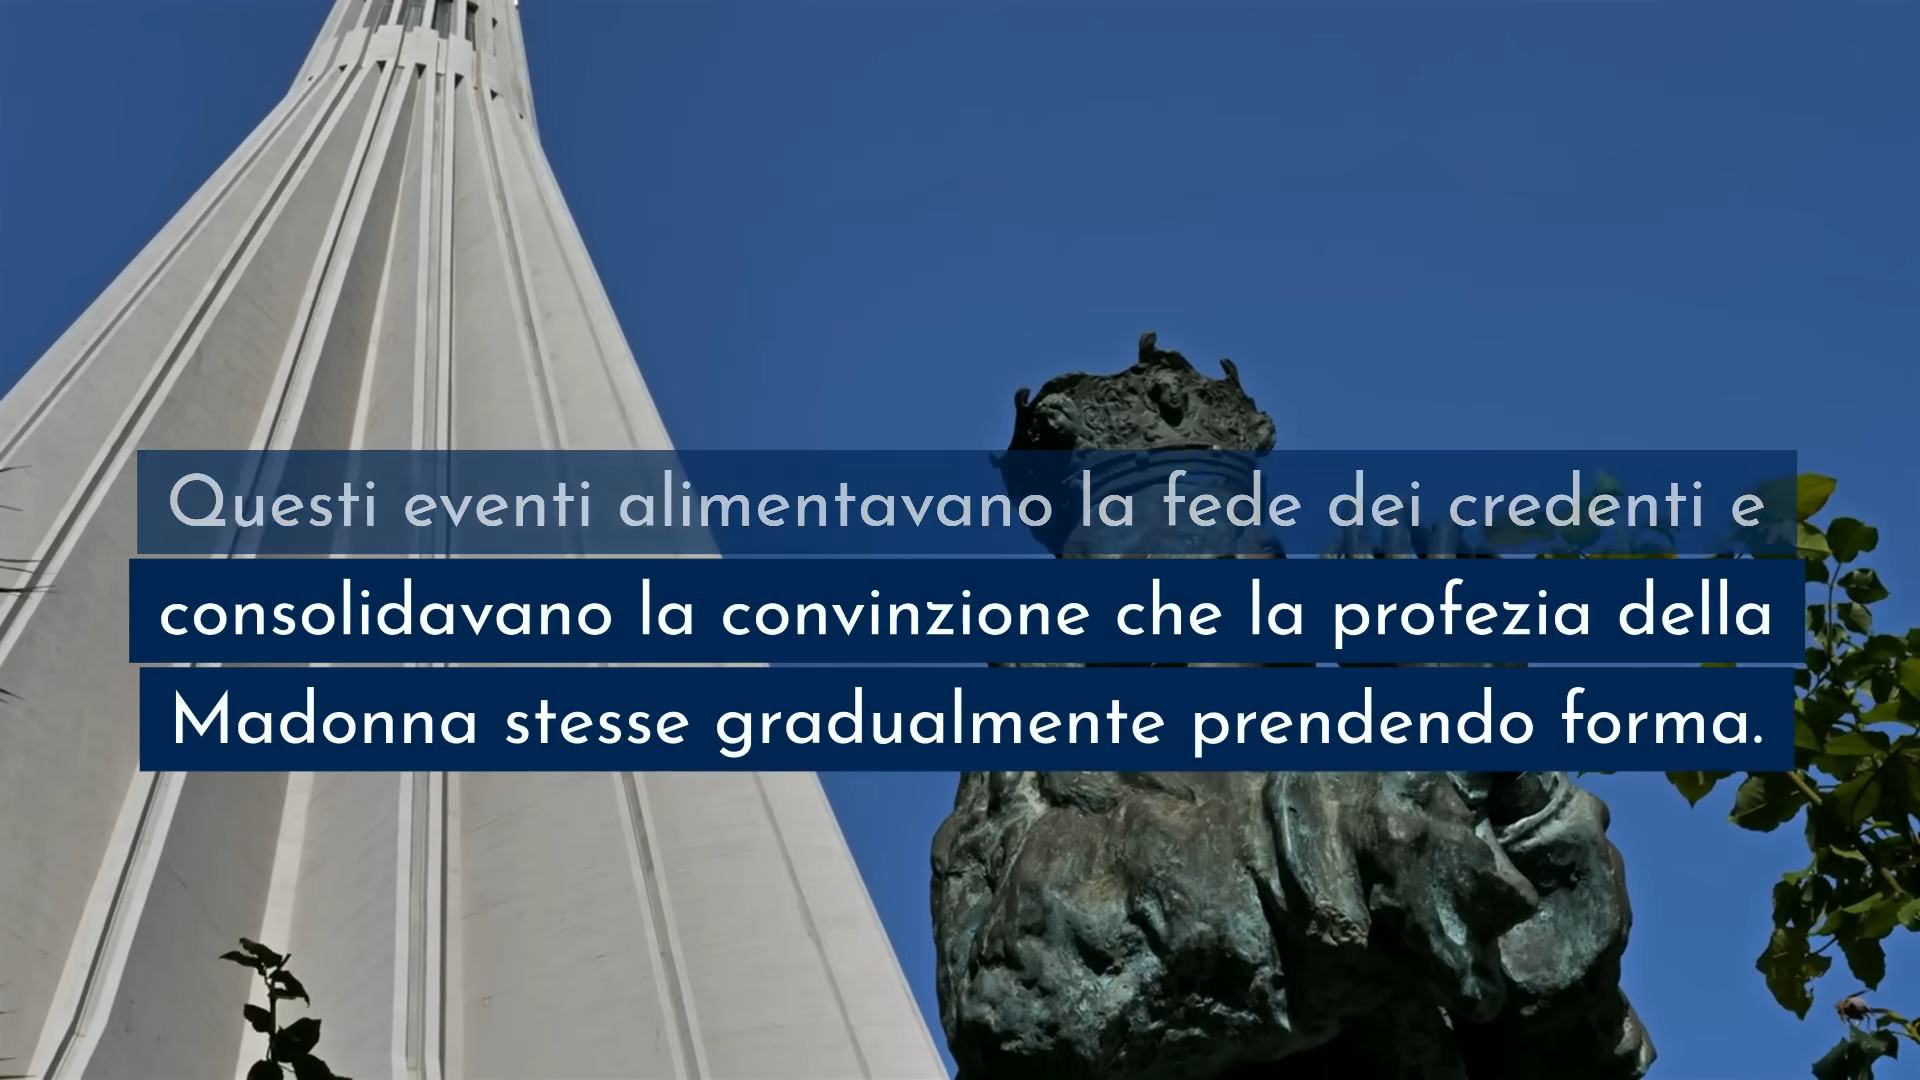 Questi eventi alimentavano la fede dei credenti e
consolidavano la convinzione che la profezia della
Madonna stesse gradualmente prendendo forma.